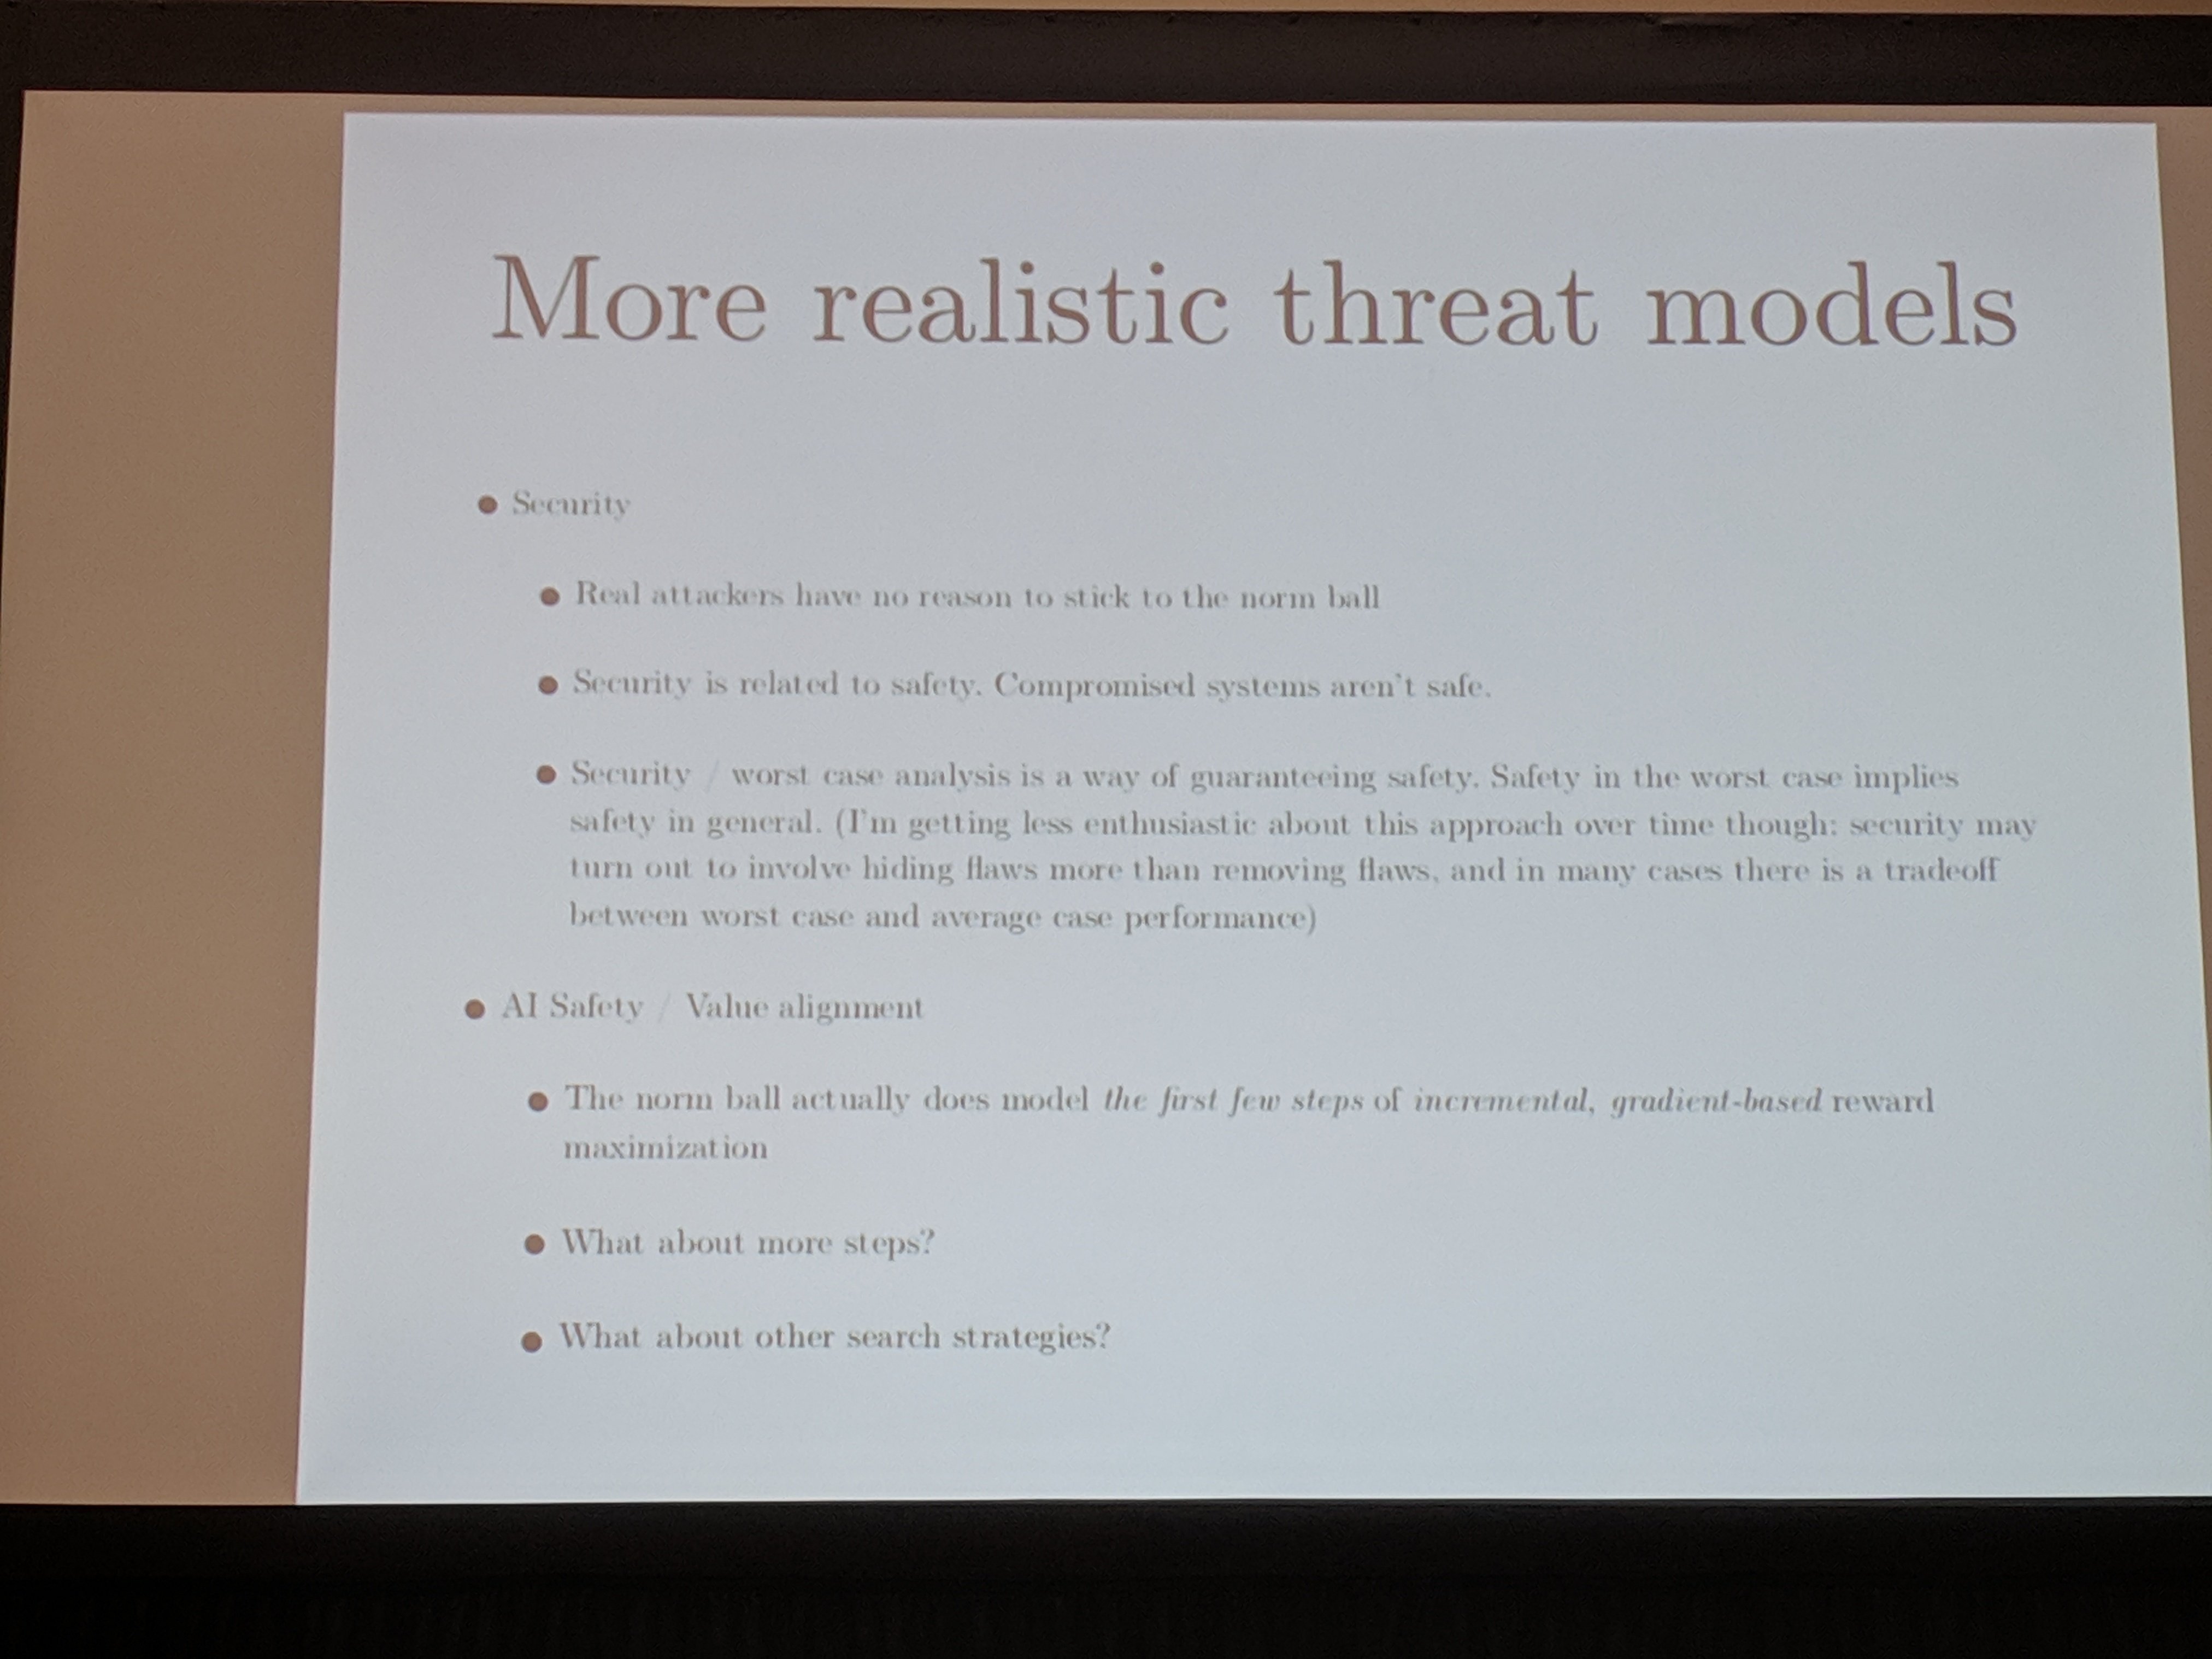 More realistic threat models
● Security
● Real attackers have no reason to stick to the norm ball
● Security is related to safety. Compromised systems aren't safe.
● Security / worst case analysis is a way of guaranteeing safety. Safety in the worst case implies
safety in general. (I'm getting less enthusiastic about this approach over time though: security may
turn out to involve hiding flaws more than removing flaws, and in many cases there is a tradeoff
between worst case and average case performance)
● AI Safety / Value alignment
● The norm ball actually does model the first few steps of incremental, gradient-based reward
maximization
● What about more steps?
● What about other search strategies?